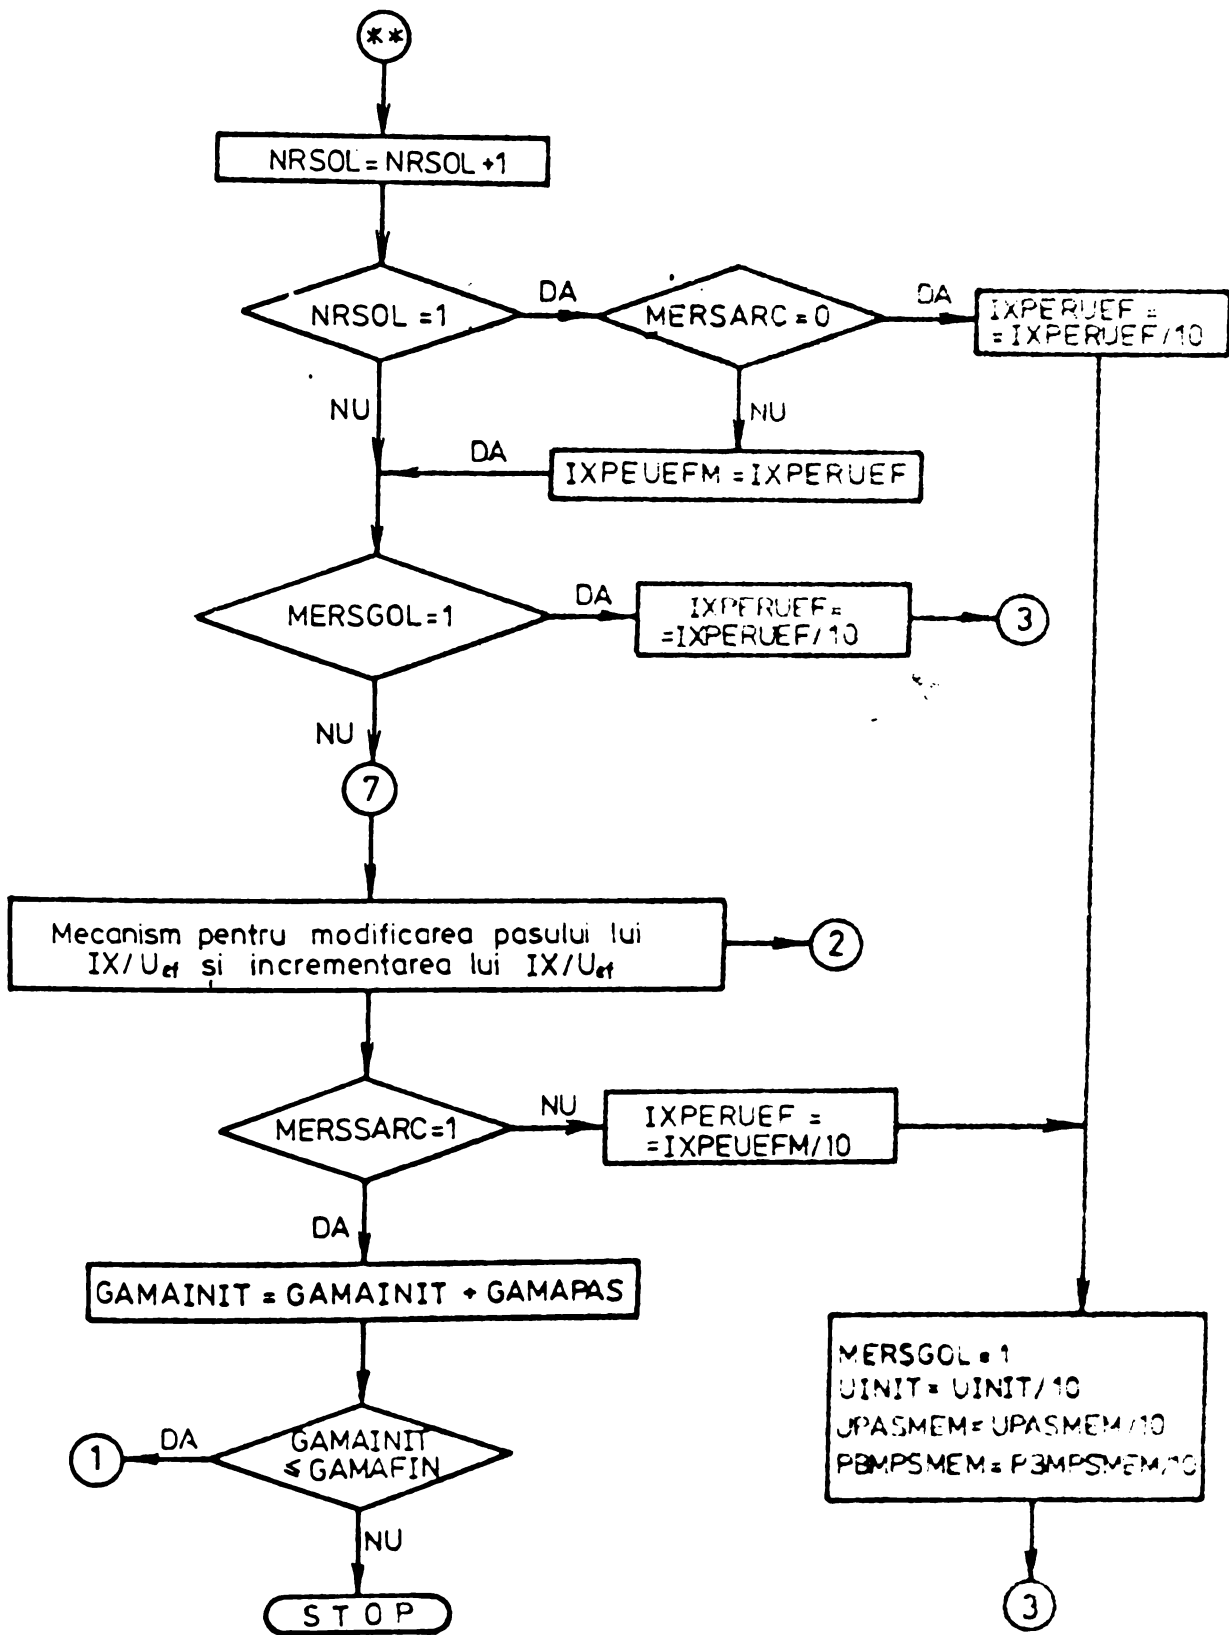 **
NRSOL = NRSOL + 1
NRSOL = 1
DA
MERSARC = 0
DA
IXPERUEF =
= IXPERUEF/10
NU
NU
DA
IXPEUEFM = IXPERUEF
MERSGOL = 1
DA
IXPERUEF =
= IXPERUEF/10
3
NU
7
Mecanism pentru modificarea pasului lui
IX/Uef și incrementarea lui IX/Uef
2
MERSSARC = 1
NU
IXPERUEF =
= IXPEUEFM/10
DA
GAMAINIT = GAMAINIT + GAMAPAS
MERSGOL = 1
UINIT = UINIT/10
UPASMEM = UPASMEM/10
PBMPSMEM = PBMPSMEM/10
GAMAINIT
≤ GAMAFIN
DA
1
NU
STOP
3